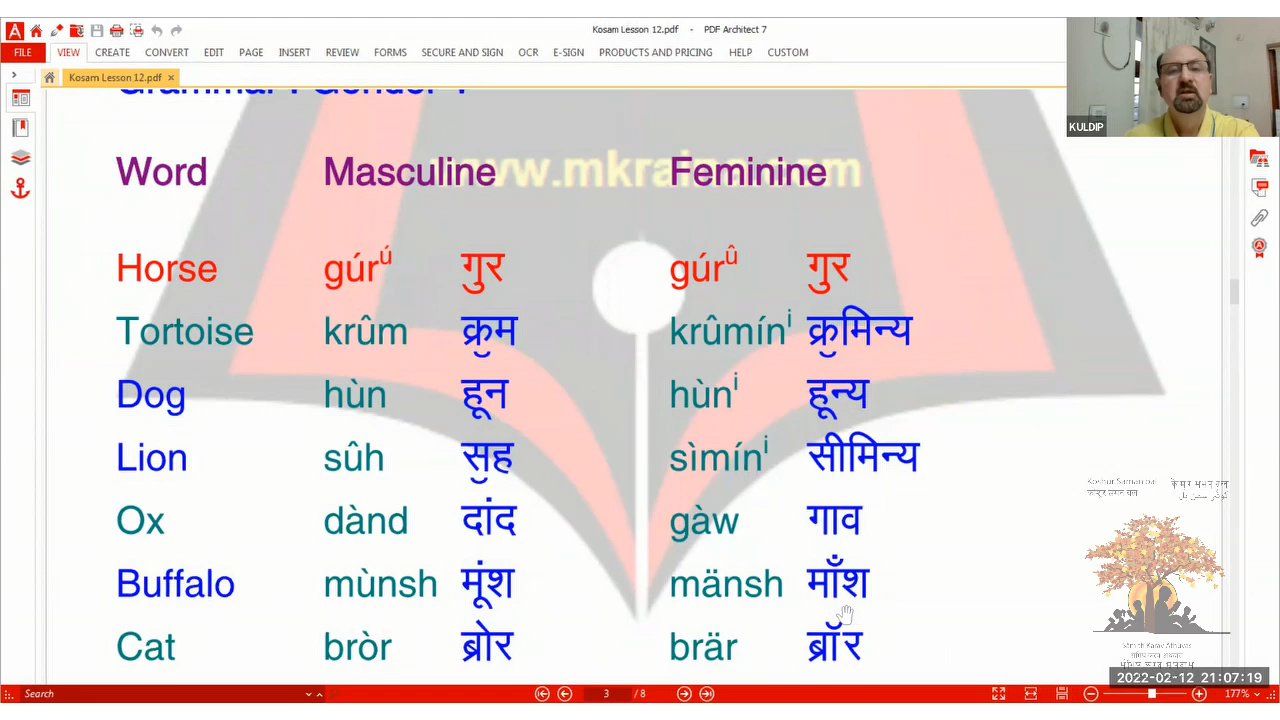 Kosam Lesson 12.pdf - PDF Architect 7
FILE VIEW CREATE CONVERT EDIT PAGE INSERT REVIEW FORMS SECURE AND SIGN OCR E-SIGN PRODUCTS AND PRICING HELP CUSTOM
Kosam Lesson 12.pdf
KULDIP
www.mkraina.com
Word Masculine Feminine
Horse gúrú गुर gúrû गुर
Tortoise krûm क्रॖम krûmíni क्रॖमिन्य
Dog hùn हून hùni हून्य
Lion sûh सॖह sìmíni सीमिन्य
Ox dànd दांद gàw गाव
Buffalo mùnsh मूंश mänsh माँश
Cat bròr ब्रोर brär ब्रॉर
2022-02-12 21:07:19
Search 3 / 8 177%